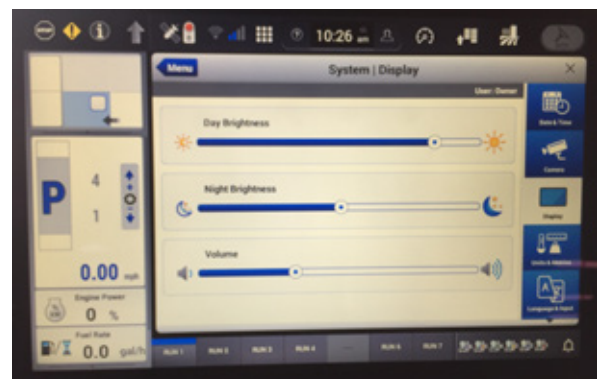 10:26
Menu
System | Display
User: Owner
Day Brightness
Date & Time
Camera
Night Brightness
Display
P
4
1
Volume
0.00 mph
Engine Power
0 %
Fuel Rate
0.0 gal/h
RUN 1 RUN 2 RUN 3 RUN 4 --- RUN 6 RUN 7